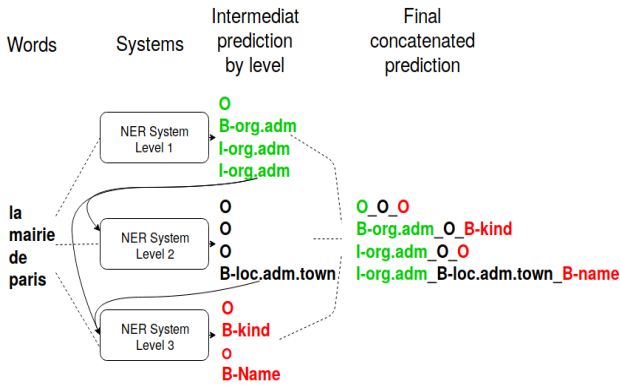 Words
Systems
Intermediat
prediction
by level
Final
concatenated
prediction
la
mairie
de
paris
NER System
Level 1
O
B-org.adm
I-org.adm
I-org.adm
NER System
Level 2
O
O
O
B-loc.adm.town
NER System
Level 3
O
B-kind
O
B-Name
O_O_O
B-org.adm_O_B-kind
I-org.adm_O_O
I-org.adm_B-loc.adm.town_B-name